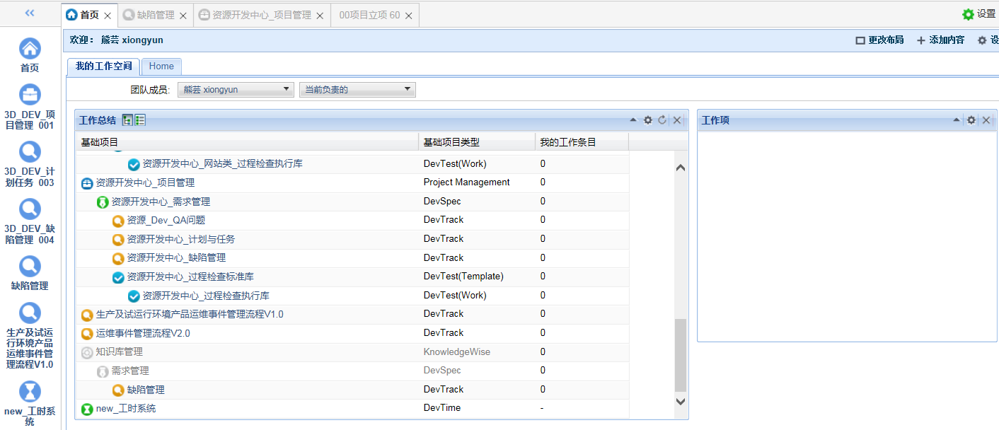 首页
缺陷管理
资源开发中心_项目管理
00项目立项 60
设置
欢迎： 熊芸 xiongyun
更改布局
添加内容
设
首页
3D_DEV_项
目管理_001
3D_DEV_计
划任务_003
3D_DEV_缺
陷管理_004
缺陷管理
生产及试运
行环境产品
运维事件管
理流程V1.0
new_工时系
统
我的工作空间
Home
团队成员:
熊芸 xiongyun
当前负责的
工作总结
基础项目 基础项目类型 我的工作条目
资源开发中心_网站类_过程检查执行库 DevTest(Work) 0
资源开发中心_项目管理 Project Management 0
资源开发中心_需求管理 DevSpec 0
资源_Dev_QA问题 DevTrack 0
资源开发中心_计划与任务 DevTrack 0
资源开发中心_缺陷管理 DevTrack 0
资源开发中心_过程检查标准库 DevTest(Template) 0
资源开发中心_过程检查执行库 DevTest(Work) 0
生产及试运行环境产品运维事件管理流程V1.0 DevTrack 0
运维事件管理流程V2.0 DevTrack 0
知识库管理 KnowledgeWise 0
需求管理 DevSpec 0
缺陷管理 DevTrack 0
new_工时系统 DevTime -
工作项